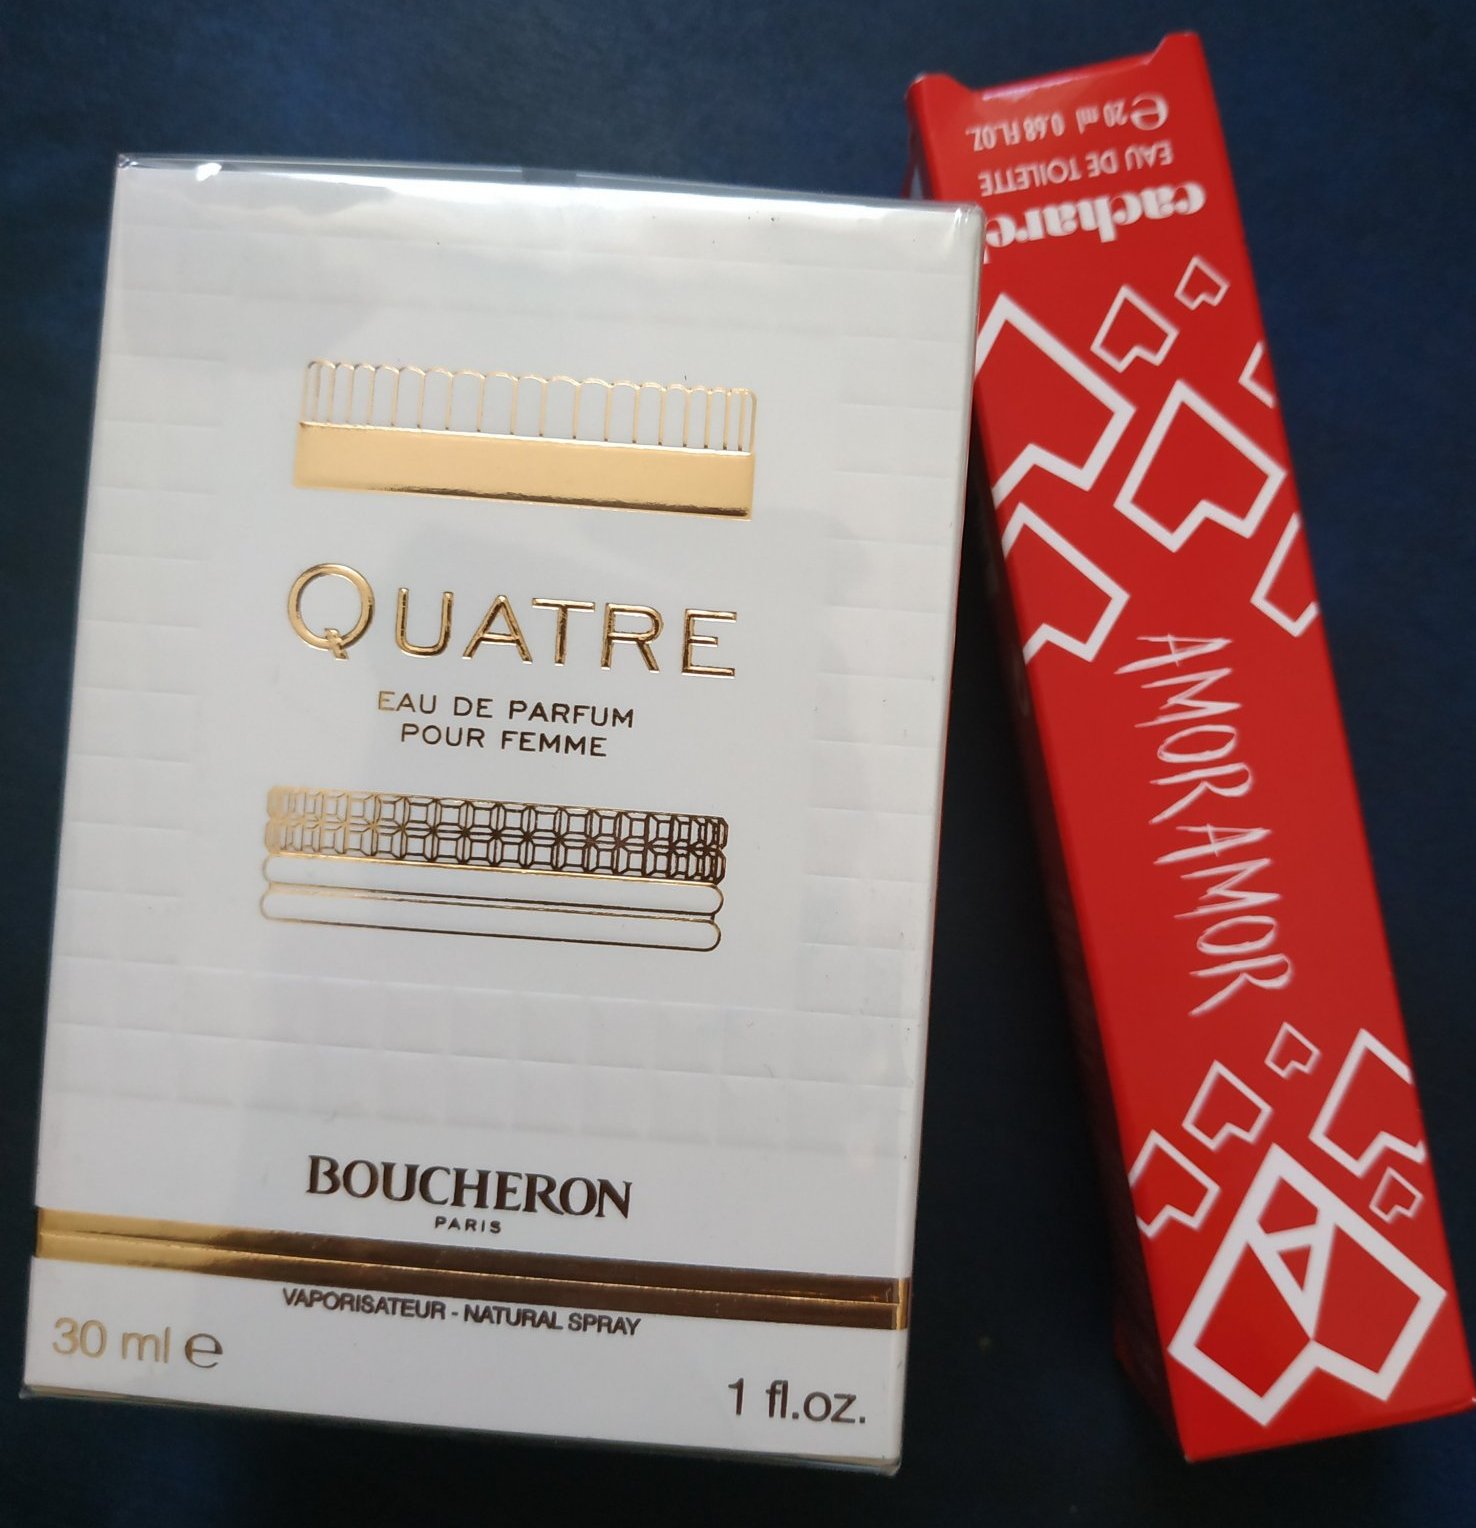 QUATRE
EAU DE PARFUM
POUR FEMME
BOUCHERON
PARIS
VAPORISATEUR - NATURAL SPRAY
30 ml e
1 fl.oz.
cacharel
EAU DE TOILETTE
e 20 ml 0.68 FL.OZ.
AMOR AMOR